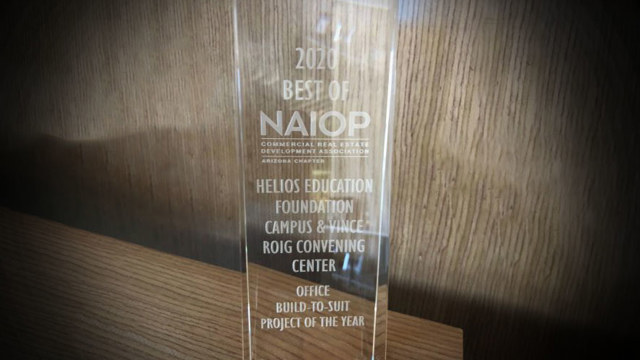 2020
BEST OF
NAIOP
COMMERCIAL REAL ESTATE
DEVELOPMENT ASSOCIATION
ARIZONA CHAPTER
HELIOS EDUCATION
FOUNDATION
CAMPUS & VINCE
ROIG CONVENING
CENTER
OFFICE
BUILD-TO-SUIT
PROJECT OF THE YEAR